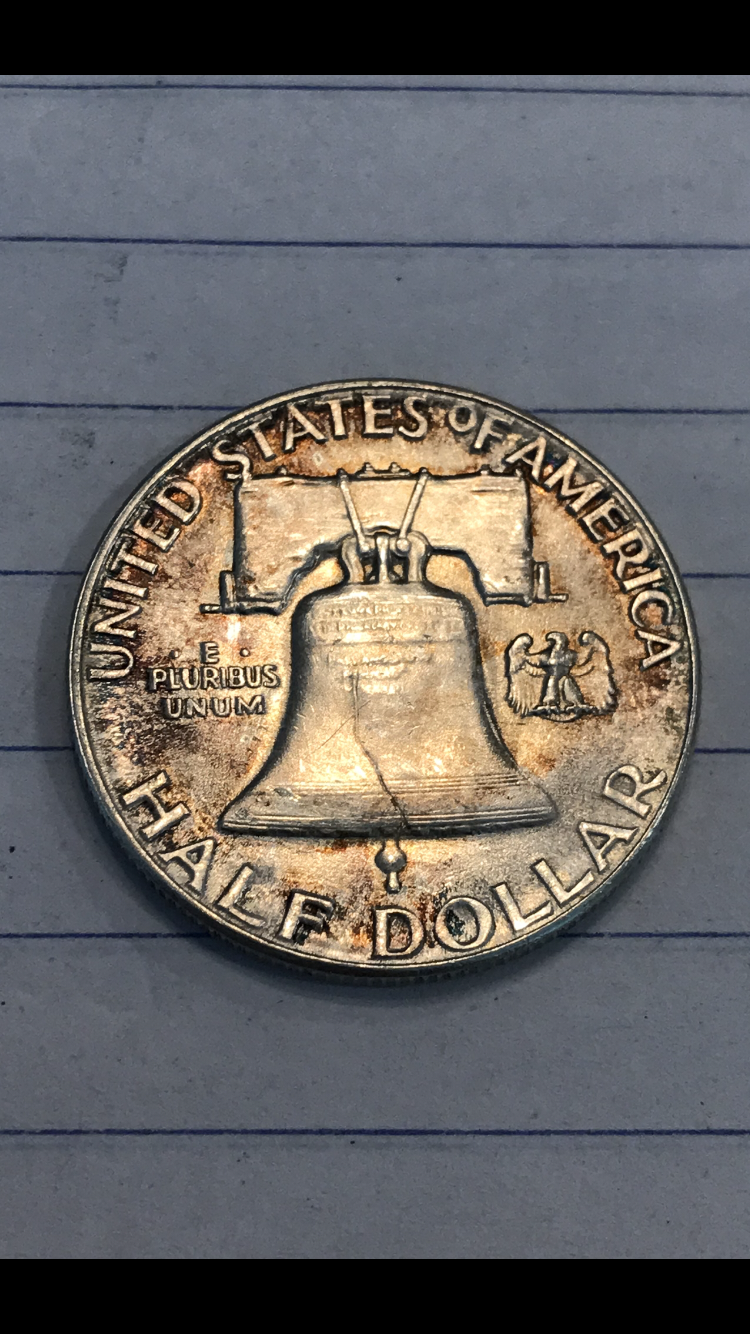 UNITED STATES OF AMERICA
· E ·
PLURIBUS
UNUM
HALF DOLLAR